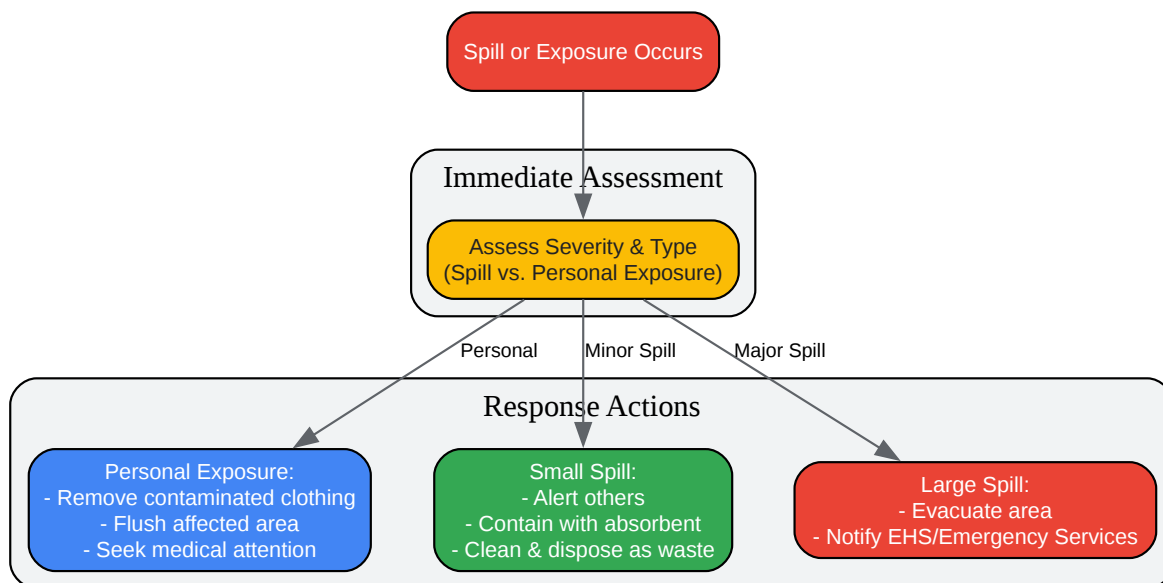 Spill or Exposure Occurs
Immediate Assessment
Assess Severity & Type
(Spill vs. Personal Exposure)
Personal
Minor Spill
Major Spill
Response Actions
Personal Exposure:
- Remove contaminated clothing
- Flush affected area
- Seek medical attention
Small Spill:
- Alert others
- Contain with absorbent
- Clean & dispose as waste
Large Spill:
- Evacuate area
- Notify EHS/Emergency Services